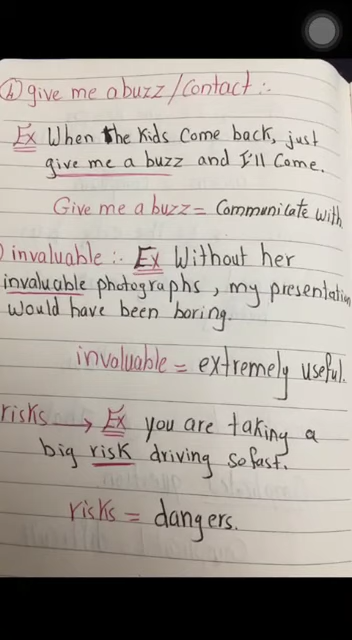 h) give me a buzz/Contact :-
Ex When the kids come back, just
give me a buzz and I'll come.
Give me a buzz = Communicate with
) invaluable :- Ex Without her
invaluable photographs, my presentation
would have been boring.
invaluable = extremely useful.
risks → Ex you are taking a
big risk driving so fast.
risks = dangers.